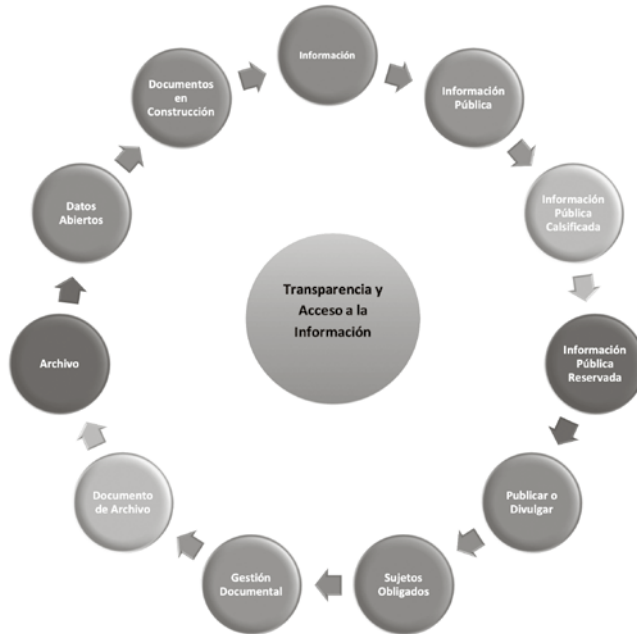 Información
Información
Pública
Información
Pública
Calsificada
Información
Pública
Reservada
Publicar o
Divulgar
Sujetos
Obligados
Gestión
Documental
Documento
de Archivo
Archivo
Datos
Abiertos
Documentos
en
Construcción
Transparencia y
Acceso a la
Información